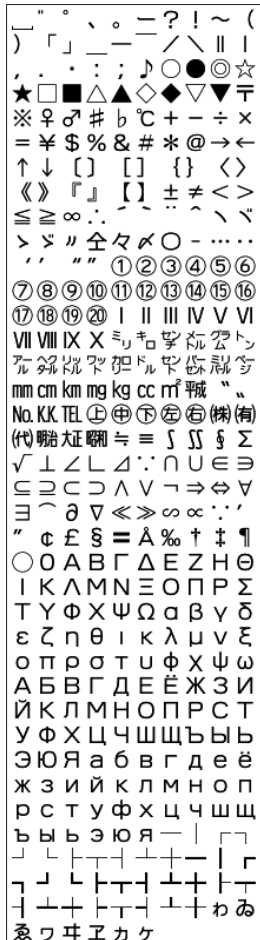 ␣ ゛ ゜ 、 。 ￣ ? ! ~ (
) 「 」 _ ― ／ ＼ ‖ ｜
, . ・ : ; ♪ ○ ● ◎ ☆
★ □ ■ △ ▲ ◇ ◆ ▽ ▼ 〒
※ ♀ ♂ ♯ ♭ ℃ + − ÷ ×
= ¥ $ % & # * @ → ←
↑ ↓ 〔 〕 [ ] { } 〈 〉
《 》 『 』 【 】 ± ≠ < >
≦ ≧ ∞ ∴ ´ ` ¨ ^ ヽ ヾ
ゝ ゞ 〃 仝 々 〆 〇 ‐ … ‥
‘ ’ “ ” ① ② ③ ④ ⑤ ⑥
⑦ ⑧ ⑨ ⑩ ⑪ ⑫ ⑬ ⑭ ⑮ ⑯
⑰ ⑱ ⑲ ⑳ Ⅰ Ⅱ Ⅲ Ⅳ Ⅴ Ⅵ
Ⅶ Ⅷ Ⅸ Ⅹ ㍉ ㌔ ㌢ ㍍ ㌘ ㌧
㌃ ㌶ ㍑ ㍗ ㌍ ㌦ ㌣ ㌫ ㍊ ㌻
㎜ ㎝ ㎞ ㎎ ㎏ ㏄ ㎡ ㍻ 〝 〟
№ ㏍ ℡ ㊤ ㊥ ㊦ ㊧ ㊨ ㈱ ㈲
㈹ ㍾ ㍽ ㍼ ≒ ≡ ∫ ∬ ∮ Σ
√ ⊥ ∠ ∟ ⊿ ∵ ∩ ∪ ∈ ∋
⊆ ⊇ ⊂ ⊃ ∧ ∨ ¬ ⇒ ⇔ ∀
∃ ⌒ ∂ ∇ ≪ ≫ ∽ ∝ ∵ ′
″ ¢ £ § 〓 Å ‰ † ‡ ¶
◯ Ο Α Β Γ Δ Ε Ζ Η Θ
Ι Κ Λ Μ Ν Ξ Ο Π Ρ Σ
Τ Υ Φ Χ Ψ Ω α β γ δ
ε ζ η θ ι κ λ μ ν ξ
ο π ρ σ τ υ φ χ ψ ω
А Б В Г Д Е Ё Ж З И
Й К Л М Н О П Р С Т
У Ф Х Ц Ч Ш Щ Ъ Ы Ь
Э Ю Я а б в г д е ё
ж з и й к л м н о п
р с т у ф х ц ч ш щ
ъ ы ь э ю я ─ │ ┌ ┐
┘ └ ├ ┬ ┤ ┴ ┼ ━ ┃ ┏
┓ ┛ ┗ ┣ ┳ ┫ ┻ ╋ ┠ ┯
┨ ┷ ┿ ┝ ┰ ┥ ┸ ╂ ゎ ゐ
ゑ ヮ ヰ ヱ ヵ ヶ